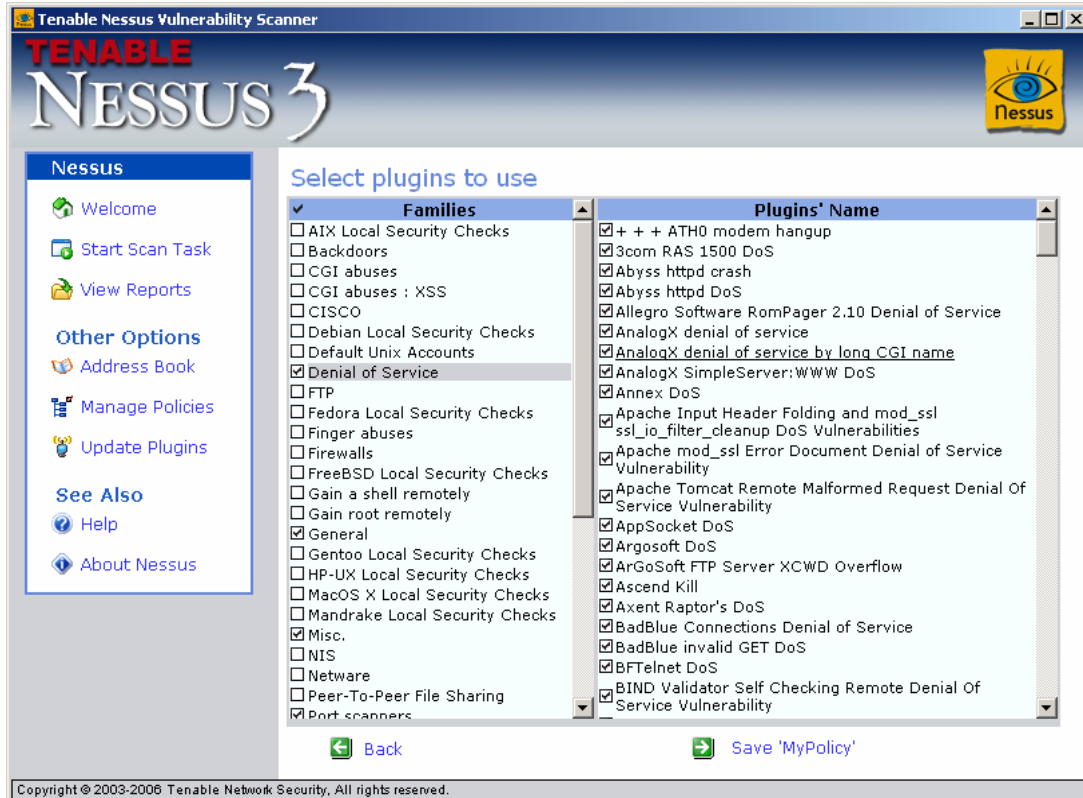 Tenable Nessus Vulnerability Scanner
TENABLE
NESSUS 3
nessus
Nessus
Welcome
Start Scan Task
View Reports
Other Options
Address Book
Manage Policies
Update Plugins
See Also
Help
About Nessus
Select plugins to use
Families
AIX Local Security Checks
Backdoors
CGI abuses
CGI abuses : XSS
CISCO
Debian Local Security Checks
Default Unix Accounts
Denial of Service
FTP
Fedora Local Security Checks
Finger abuses
Firewalls
FreeBSD Local Security Checks
Gain a shell remotely
Gain root remotely
General
Gentoo Local Security Checks
HP-UX Local Security Checks
MacOS X Local Security Checks
Mandrake Local Security Checks
Misc.
NIS
Netware
Peer-To-Peer File Sharing
Port scanners
Plugins' Name
+ + + ATH0 modem hangup
3com RAS 1500 DoS
Abyss httpd crash
Abyss httpd DoS
Allegro Software RomPager 2.10 Denial of Service
AnalogX denial of service
AnalogX denial of service by long CGI name
AnalogX SimpleServer:WWW DoS
Annex DoS
Apache Input Header Folding and mod_ssl
ssl_io_filter_cleanup DoS Vulnerabilities
Apache mod_ssl Error Document Denial of Service
Vulnerability
Apache Tomcat Remote Malformed Request Denial Of
Service Vulnerability
AppSocket DoS
Argosoft DoS
ArGoSoft FTP Server XCWD Overflow
Ascend Kill
Axent Raptor's DoS
BadBlue Connections Denial of Service
BadBlue invalid GET DoS
BFTelnet DoS
BIND Validator Self Checking Remote Denial Of
Service Vulnerability
Back
Save 'MyPolicy'
Copyright © 2003-2006 Tenable Network Security, All rights reserved.